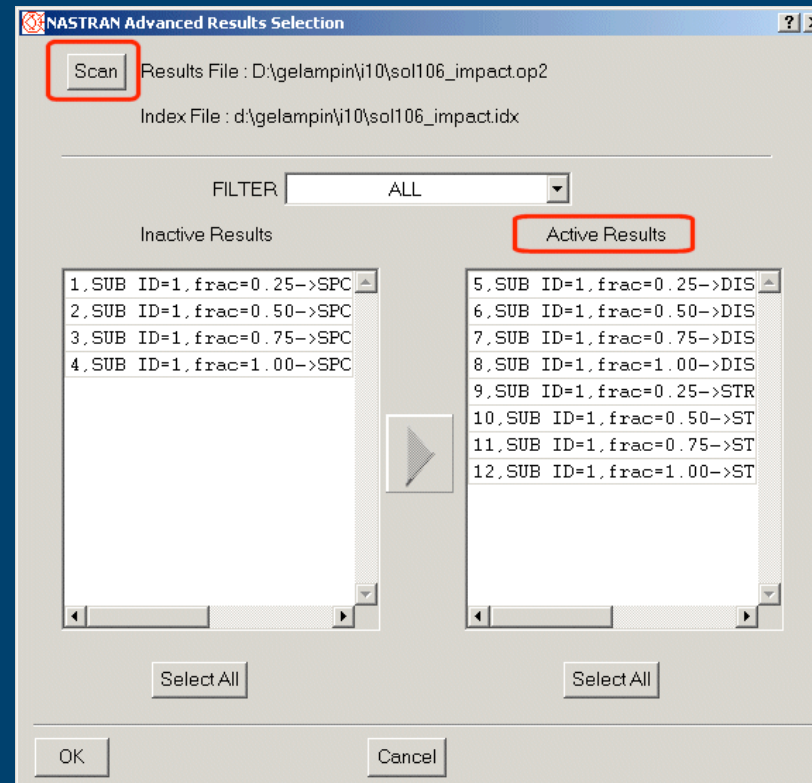 NASTRAN Advanced Results Selection
Scan Results File : D:\gelampin\i10\sol106_impact.op2
Index File : d:\gelampin\i10\sol106_impact.idx
FILTER ALL
Inactive Results
1,SUB ID=1,frac=0.25->SPC
2,SUB ID=1,frac=0.50->SPC
3,SUB ID=1,frac=0.75->SPC
4,SUB ID=1,frac=1.00->SPC
Select All
Active Results
5,SUB ID=1,frac=0.25->DIS
6,SUB ID=1,frac=0.50->DIS
7,SUB ID=1,frac=0.75->DIS
8,SUB ID=1,frac=1.00->DIS
9,SUB ID=1,frac=0.25->STR
10,SUB ID=1,frac=0.50->ST
11,SUB ID=1,frac=0.75->ST
12,SUB ID=1,frac=1.00->ST
Select All
OK Cancel